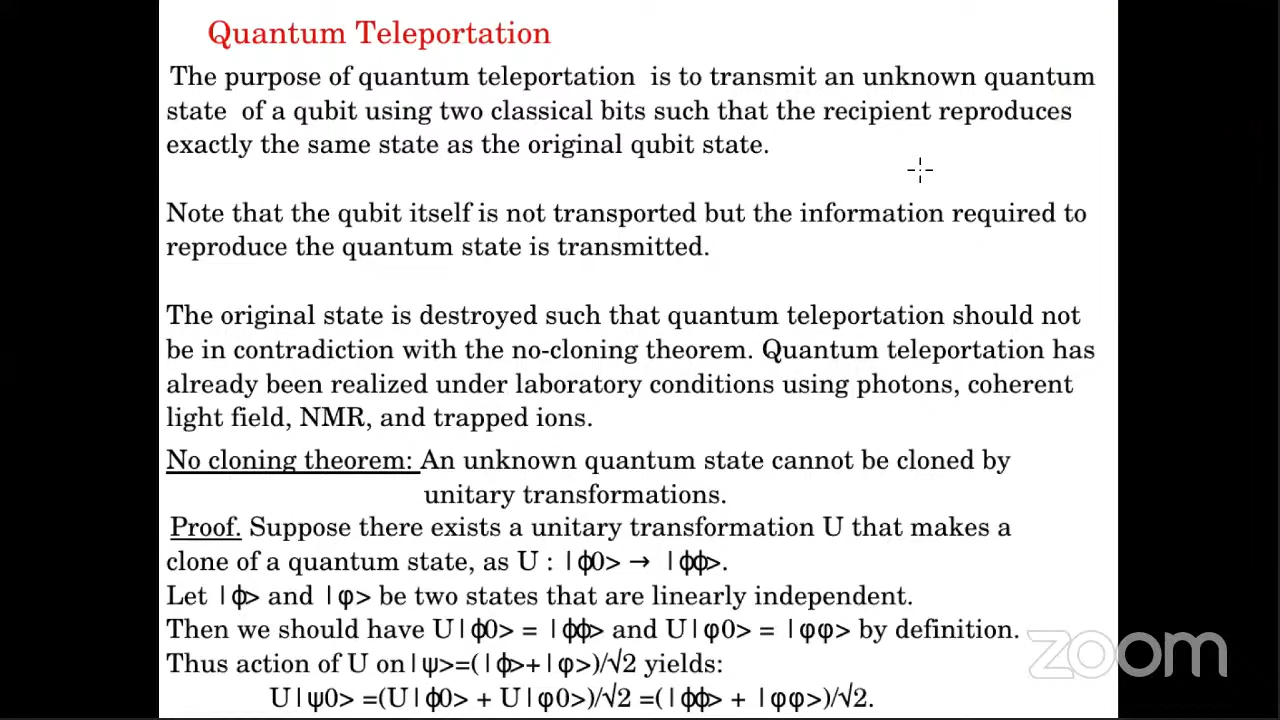 Quantum Teleportation
The purpose of quantum teleportation is to transmit an unknown quantum
state of a qubit using two classical bits such that the recipient reproduces
exactly the same state as the original qubit state.
Note that the qubit itself is not transported but the information required to
reproduce the quantum state is transmitted.
The original state is destroyed such that quantum teleportation should not
be in contradiction with the no-cloning theorem. Quantum teleportation has
already been realized under laboratory conditions using photons, coherent
light field, NMR, and trapped ions.
No cloning theorem: An unknown quantum state cannot be cloned by
unitary transformations.
Proof. Suppose there exists a unitary transformation U that makes a
clone of a quantum state, as U : |ϕ0> → |ϕϕ>.
Let |ϕ> and |φ> be two states that are linearly independent.
Then we should have U|ϕ0> = |ϕϕ> and U|φ0> = |φφ> by definition.
Thus action of U on|ψ>=(|ϕ>+|φ>)/√2 yields:
U|ψ0> =(U|ϕ0> + U|φ0>)/√2 =(|ϕϕ> + |φφ>)/√2.
zoom